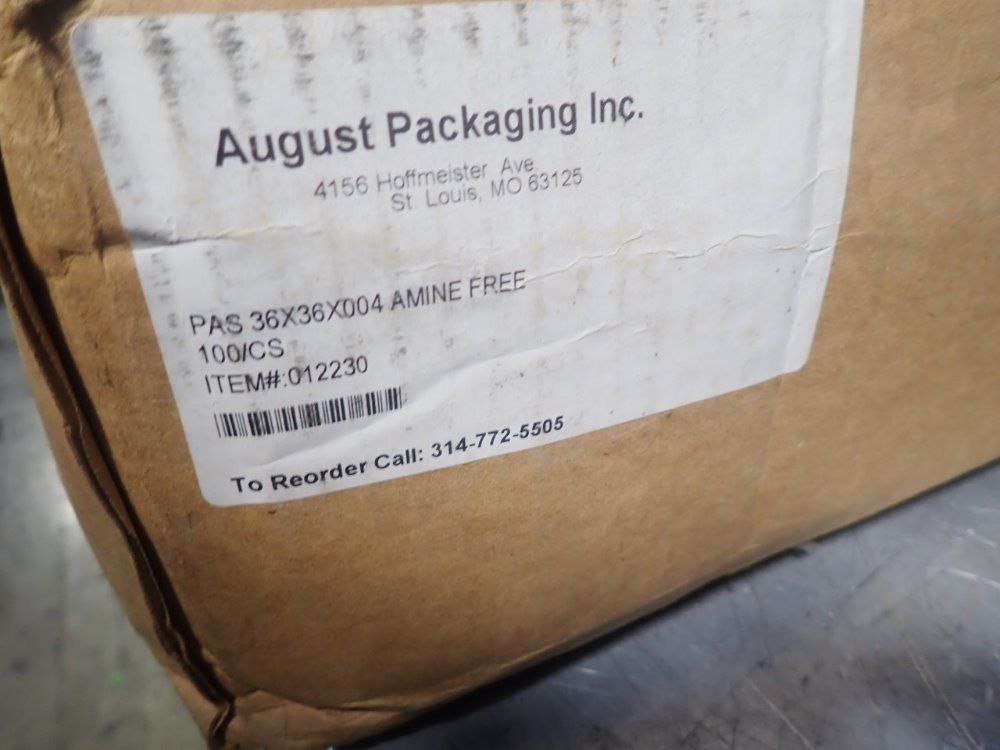 August Packaging Inc.
4156 Hoffmeister Ave.
St. Louis, MO 63125
PAS 36X36X004 AMINE FREE
100/CS
ITEM#:012230
To Reorder Call: 314-772-5505